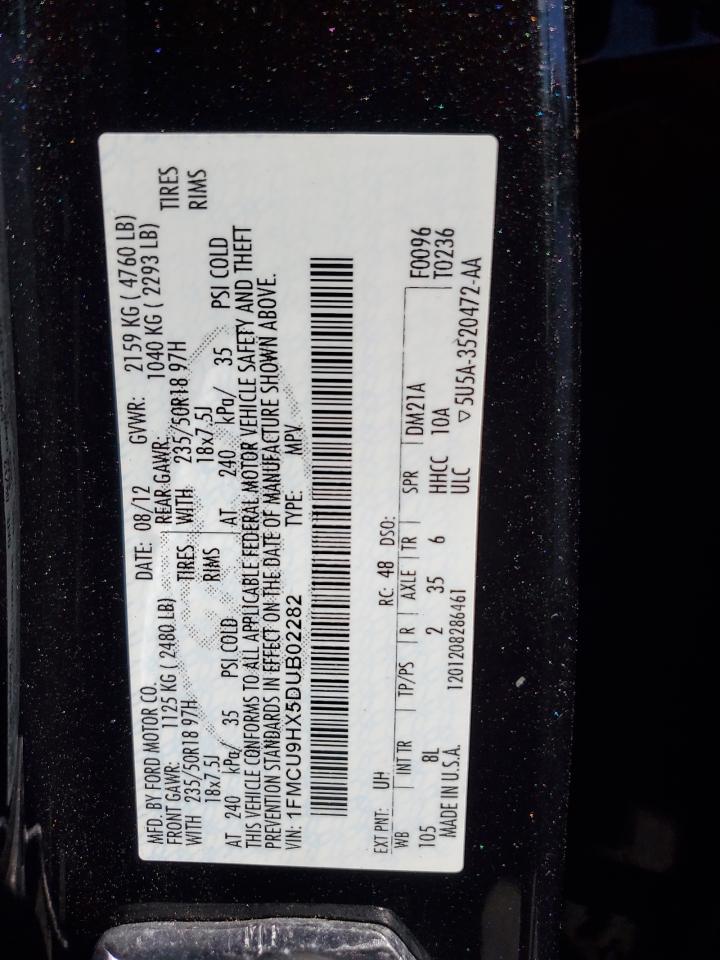 MFD. BY FORD MOTOR CO. DATE: 08/12 GVWR: 2159 KG ( 4760 LB)
FRONT GAWR: 1125 KG ( 2480 LB) REAR GAWR: 1040 KG ( 2293 LB)
WITH 235/50R18 97H TIRES WITH 235/50R18 97H TIRES
18x7.5J RIMS 18x7.5J RIMS
AT 240 kPa/ 35 PSI COLD AT 240 kPa/ 35 PSI COLD
THIS VEHICLE CONFORMS TO ALL APPLICABLE FEDERAL MOTOR VEHICLE SAFETY AND THEFT
PREVENTION STANDARDS IN EFFECT ON THE DATE OF MANUFACTURE SHOWN ABOVE.
VIN: 1FMCU9HX5DUB02282 TYPE: MPV
EXT PNT: UH RC: 48 DSO:
WB INT TR TP/PS R AXLE TR SPR DM21A F0096
105 8L 2 35 6 HHCC 10A T0236
MADE IN U.S.A. 1201208286461 ULC ▽5U5A-3520472-AA